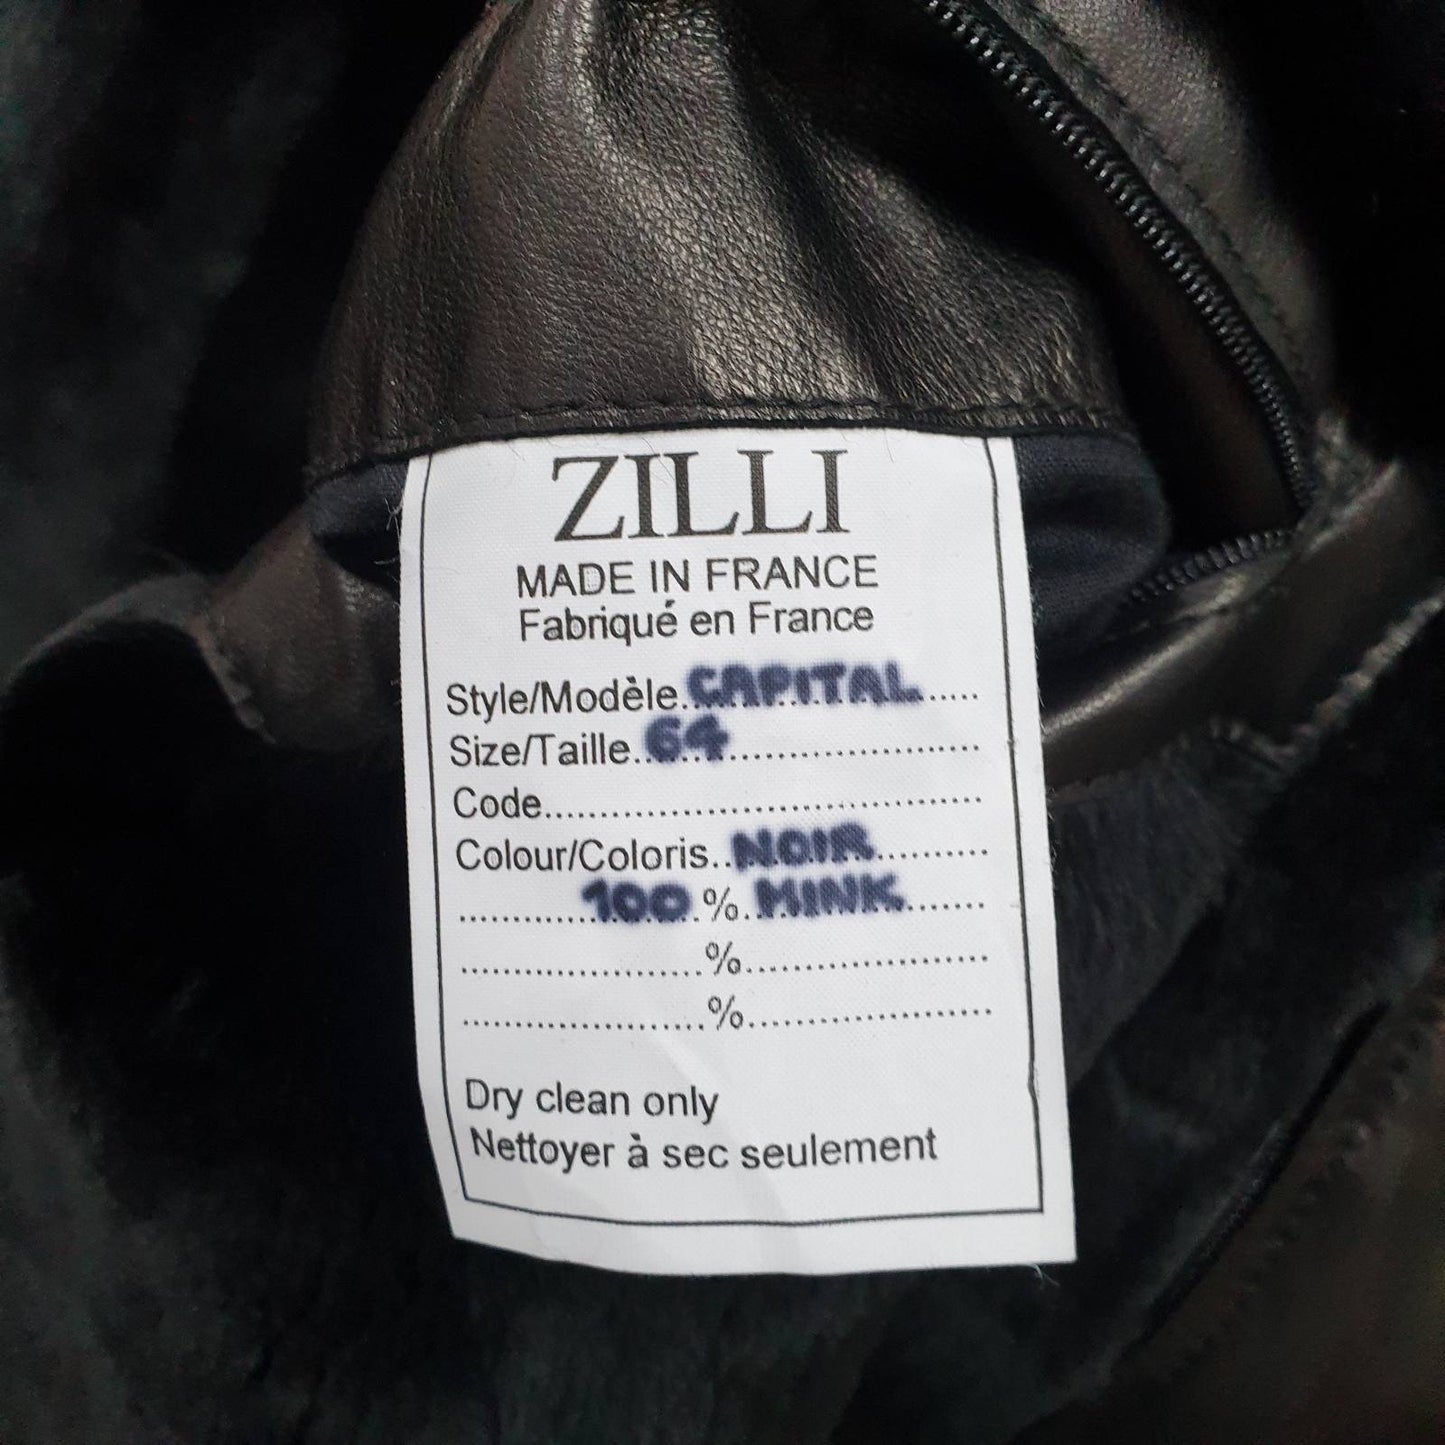 ZILLI
MADE IN FRANCE
Fabriqué en France
Style/Modèle.CAPITAL.....
Size/Taille..64......................
Code.......................................
Colour/Coloris..NOIR..........
.............100.%.MINK.......
......................%......................
......................%......................
Dry clean only
Nettoyer à sec seulement